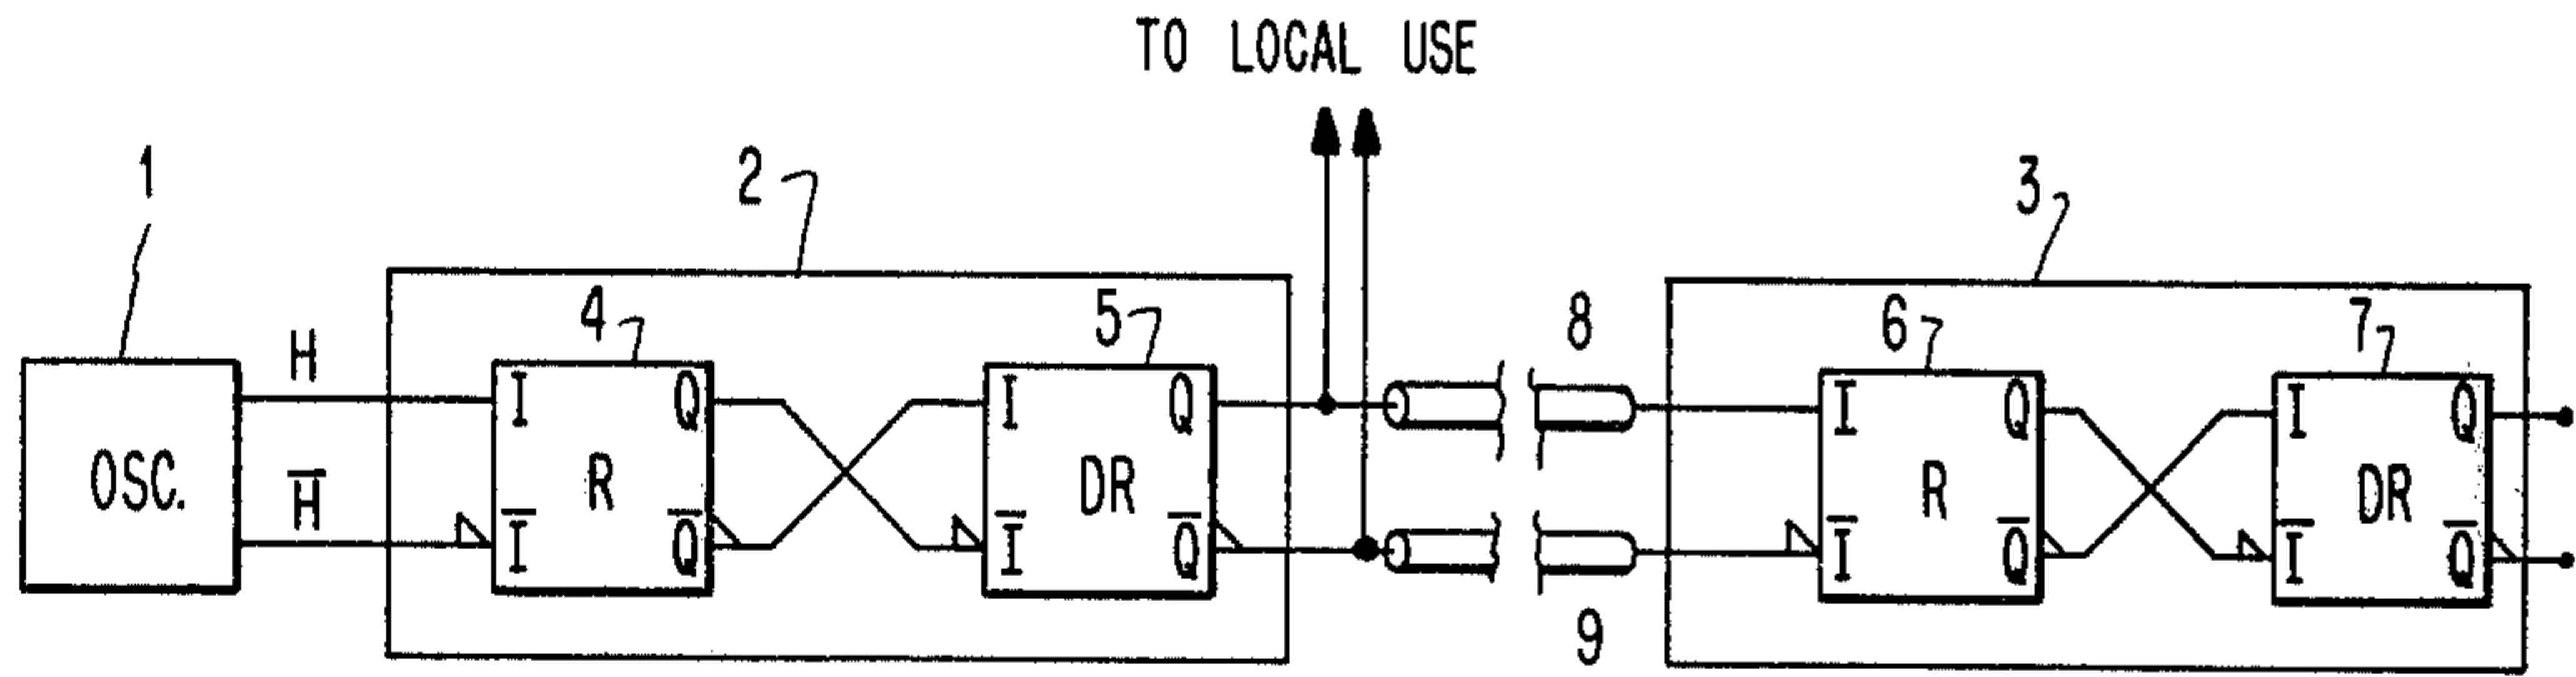 TO LOCAL USE
1
2
3
4
5
8
6
7
H
I
Q
I
Q
I
Q
I
Q
OSC.
R
DR
R
DR
H̅
I̅
Q̅
I̅
Q̅
I̅
Q̅
I̅
Q̅
9